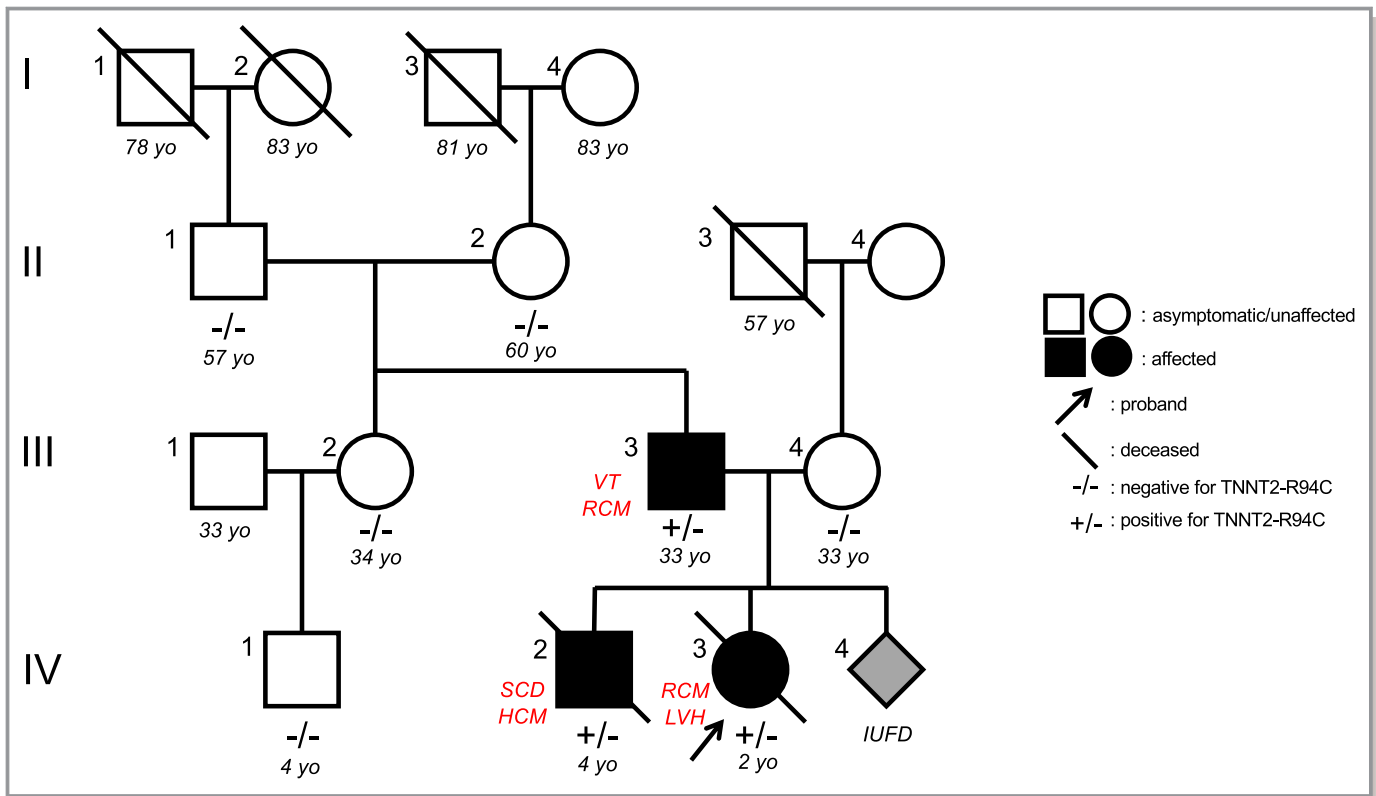 I
1
2
3
4
78 yo
83 yo
81 yo
83 yo
II
1
2
3
4
-/-
57 yo
-/-
60 yo
57 yo
III
1
2
3
4
VT
RCM
33 yo
-/-
34 yo
+/-
33 yo
-/-
33 yo
IV
1
2
3
4
SCD
HCM
RCM
LVH
IUFD
-/-
4 yo
+/-
4 yo
+/-
2 yo
: asymptomatic/unaffected
: affected
: proband
: deceased
-/- : negative for TNNT2-R94C
+/- : positive for TNNT2-R94C